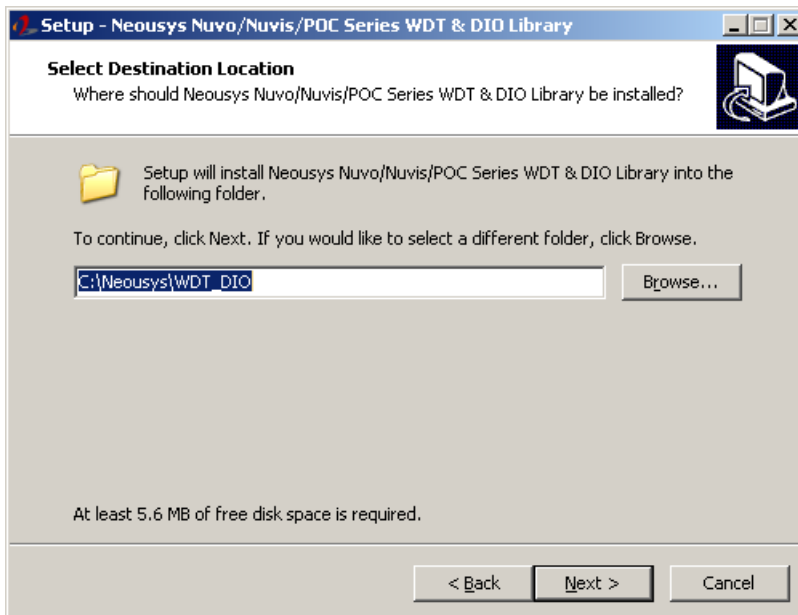 Setup - Neousys Nuvo/Nuvis/POC Series WDT & DIO Library
Select Destination Location
Where should Neousys Nuvo/Nuvis/POC Series WDT & DIO Library be installed?
Setup will install Neousys Nuvo/Nuvis/POC Series WDT & DIO Library into the
following folder.
To continue, click Next. If you would like to select a different folder, click Browse.
C:\Neousys\WDT_DIO
Browse...
At least 5.6 MB of free disk space is required.
< Back
Next >
Cancel